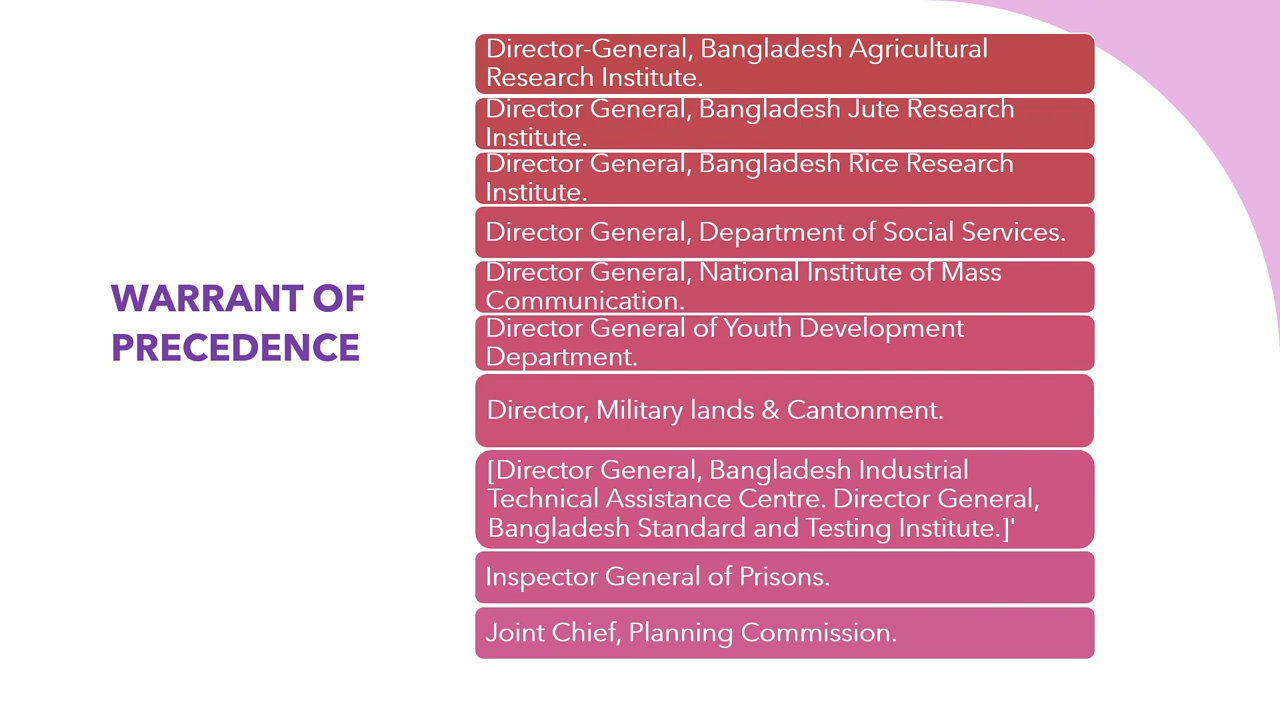 WARRANT OF
PRECEDENCE
Director-General, Bangladesh Agricultural
Research Institute.
Director General, Bangladesh Jute Research
Institute.
Director General, Bangladesh Rice Research
Institute.
Director General, Department of Social Services.
Director General, National Institute of Mass
Communication.
Director General of Youth Development
Department.
Director, Military lands & Cantonment.
[Director General, Bangladesh Industrial
Technical Assistance Centre. Director General,
Bangladesh Standard and Testing Institute.]'
Inspector General of Prisons.
Joint Chief, Planning Commission.